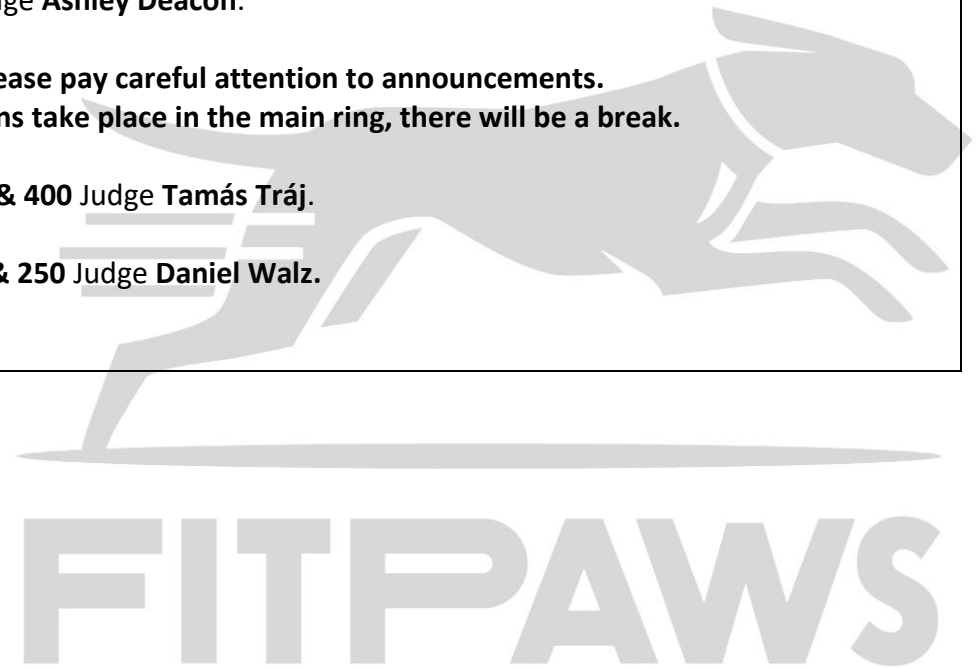 ge Ashley Deacon.
ease pay careful attention to announcements.
ns take place in the main ring, there will be a break.
& 400 Judge Tamás Tráj.
& 250 Judge Daniel Walz.
FITPAWS